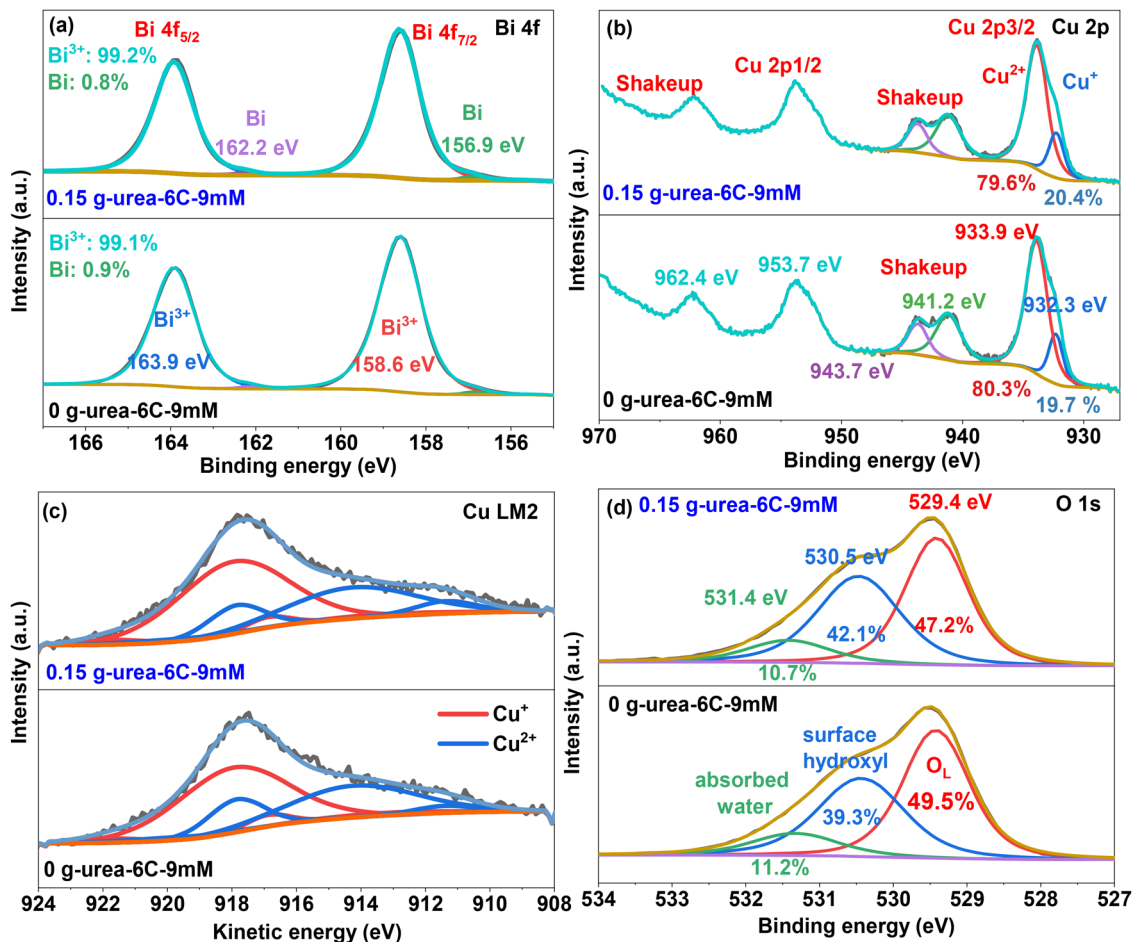 (a)
Bi 4f5/2
Bi 4f7/2
Bi 4f
Bi3+: 99.2%
Bi: 0.8%
Bi
162.2 eV
Bi
156.9 eV
0.15 g-urea-6C-9mM
Bi3+: 99.1%
Bi: 0.9%
Bi3+
163.9 eV
Bi3+
158.6 eV
0 g-urea-6C-9mM
Intensity (a.u.)
166 164 162 160 158 156
Binding energy (eV)
(b)
Cu 2p3/2
Cu 2p
Shakeup
Cu 2p1/2
Shakeup
Cu2+
Cu+
0.15 g-urea-6C-9mM
79.6%
20.4%
933.9 eV
962.4 eV
953.7 eV
Shakeup
941.2 eV
932.3 eV
943.7 eV
0 g-urea-6C-9mM
80.3%
19.7 %
Intensity (a.u.)
970 960 950 940 930
Binding energy (eV)
(c)
Cu LM2
0.15 g-urea-6C-9mM
Cu+
Cu2+
0 g-urea-6C-9mM
Intensity (a.u.)
924 922 920 918 916 914 912 910 908
Kinetic energy (eV)
(d)
0.15 g-urea-6C-9mM
529.4 eV
O 1s
530.5 eV
531.4 eV
42.1%
47.2%
10.7%
0 g-urea-6C-9mM
surface
hydroxyl
absorbed
water
OL
49.5%
39.3%
11.2%
Intensity (a.u.)
534 533 532 531 530 529 528 527
Binding energy (eV)